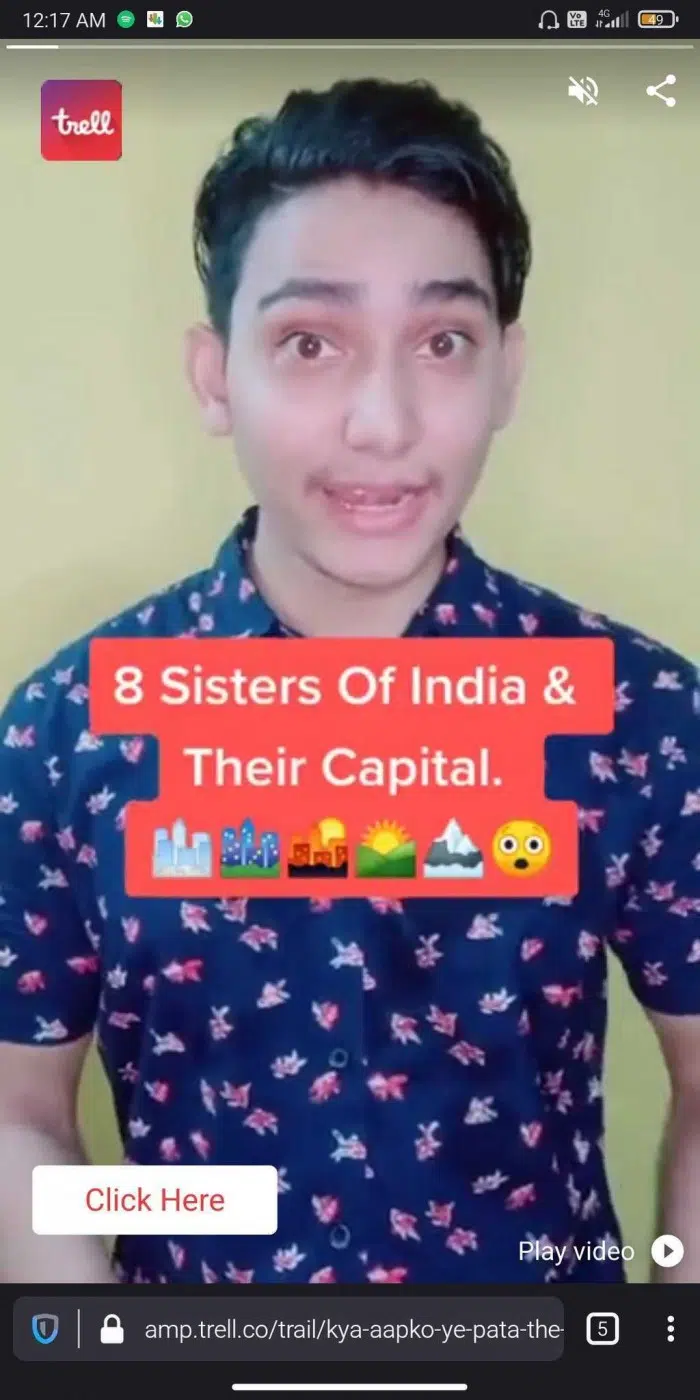 12:17 AM
Vo LTE
4G
49
trell
8 Sisters Of India &
Their Capital.
Click Here
Play video
amp.trell.co/trail/kya-aapko-ye-pata-the-
5